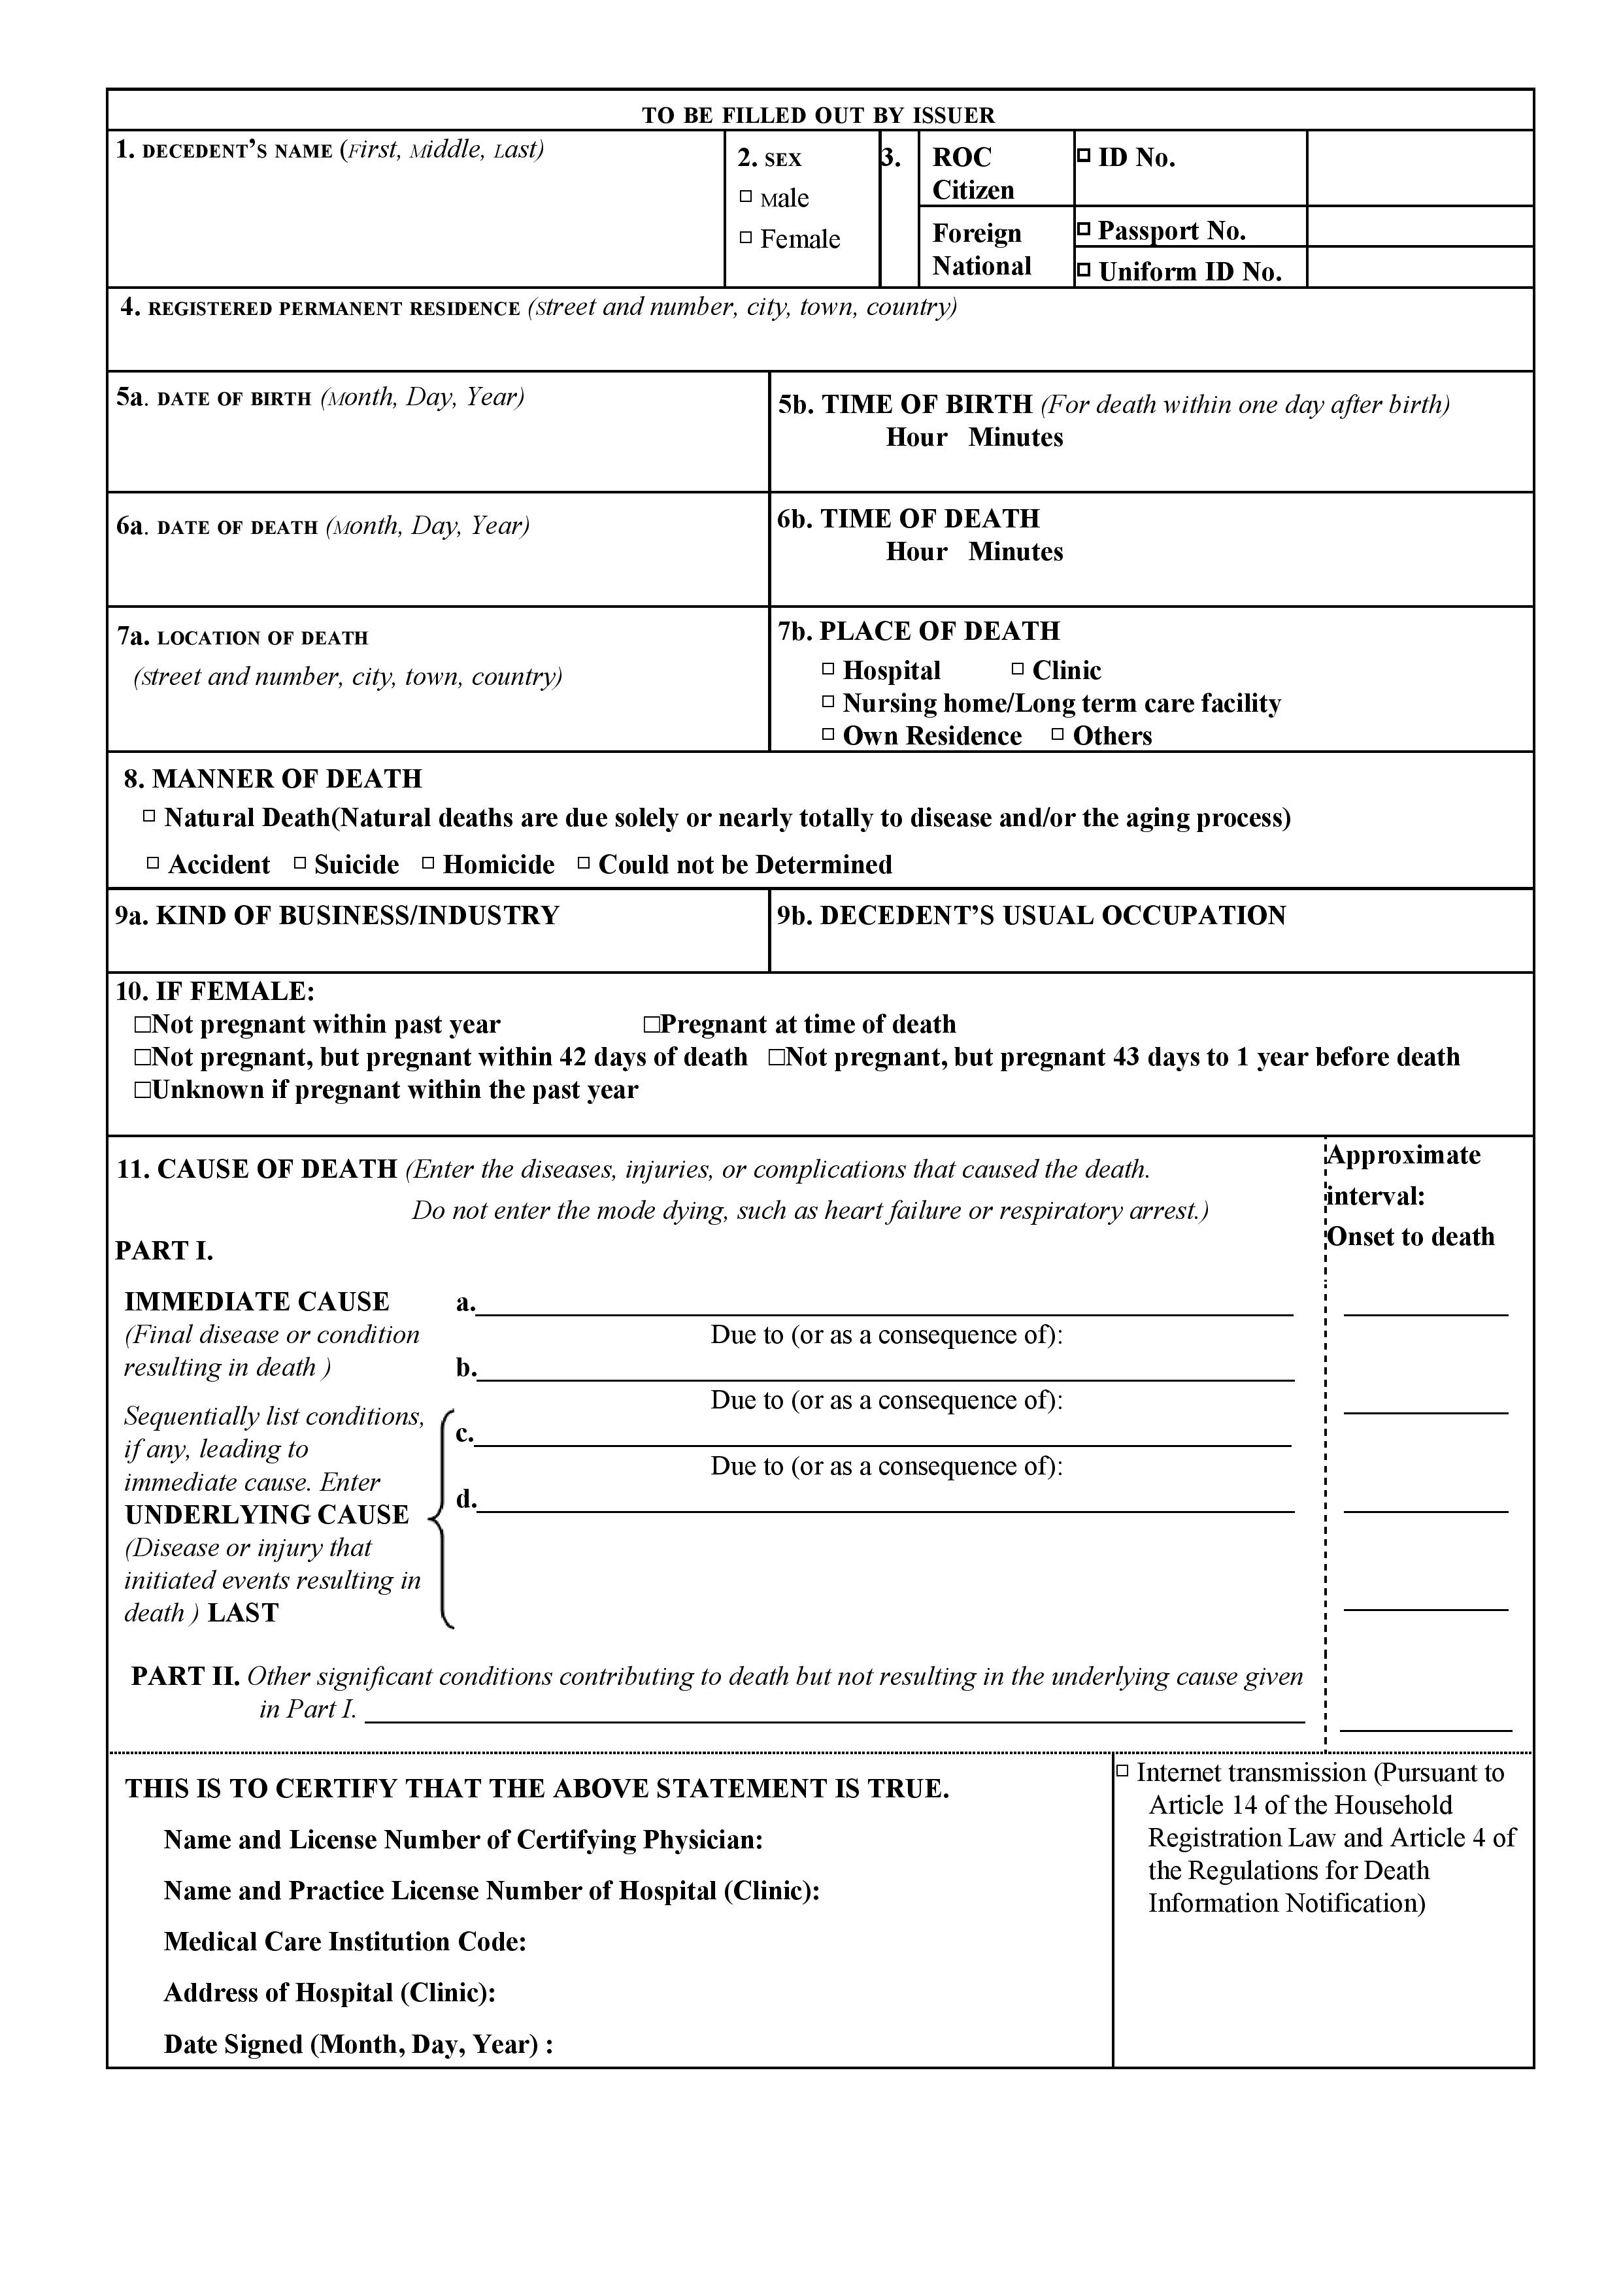 TO BE FILLED OUT BY ISSUER
1. DECEDENT’S NAME (First, Middle, Last)
2. SEX
□ Male
□ Female
3.
ROC
Citizen
□ ID No.
Foreign
National
□ Passport No.
□ Uniform ID No.
4. REGISTERED PERMANENT RESIDENCE (Street and number, city, town, country)
5a. DATE OF BIRTH (Month, Day, Year)
5b. TIME OF BIRTH (For death within one day after birth)
Hour Minutes
6a. DATE OF DEATH (Month, Day, Year)
6b. TIME OF DEATH
Hour Minutes
7a. LOCATION OF DEATH
(Street and number, city, town, country)
7b. PLACE OF DEATH
□ Hospital □ Clinic
□ Nursing home/Long term care facility
□ Own Residence □ Others
8. MANNER OF DEATH
□ Natural Death(Natural deaths are due solely or nearly totally to disease and/or the aging process)
□ Accident □ Suicide □ Homicide □ Could not be Determined
9a. KIND OF BUSINESS/INDUSTRY
9b. DECEDENT’S USUAL OCCUPATION
10. IF FEMALE:
□Not pregnant within past year □Pregnant at time of death
□Not pregnant, but pregnant within 42 days of death □Not pregnant, but pregnant 43 days to 1 year before death
□Unknown if pregnant within the past year
11. CAUSE OF DEATH (Enter the diseases, injuries, or complications that caused the death.
Do not enter the mode dying, such as heart failure or respiratory arrest.)
Approximate
interval:
Onset to death
PART I.
IMMEDIATE CAUSE
(Final disease or condition
resulting in death )
a.
Due to (or as a consequence of):
b.
Due to (or as a consequence of):
Sequentially list conditions,
if any, leading to
immediate cause. Enter
UNDERLYING CAUSE
(Disease or injury that
initiated events resulting in
death ) LAST
c.
Due to (or as a consequence of):
d.
PART II. Other significant conditions contributing to death but not resulting in the underlying cause given
in Part I.
THIS IS TO CERTIFY THAT THE ABOVE STATEMENT IS TRUE.
Name and License Number of Certifying Physician:
Name and Practice License Number of Hospital (Clinic):
Medical Care Institution Code:
Address of Hospital (Clinic):
Date Signed (Month, Day, Year) :
□ Internet transmission (Pursuant to
Article 14 of the Household
Registration Law and Article 4 of
the Regulations for Death
Information Notification)